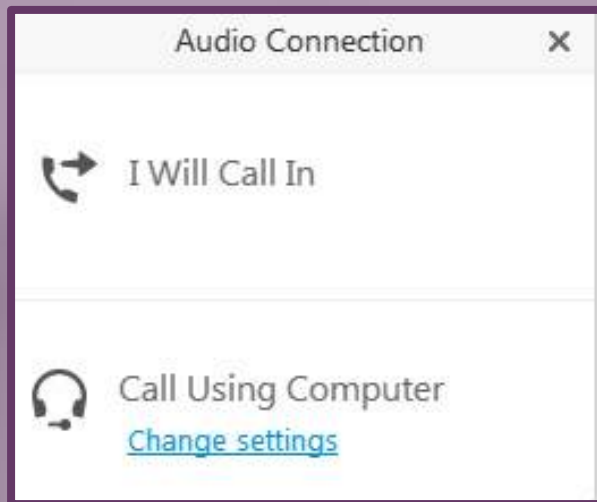 Audio Connection
I Will Call In
Call Using Computer
Change settings